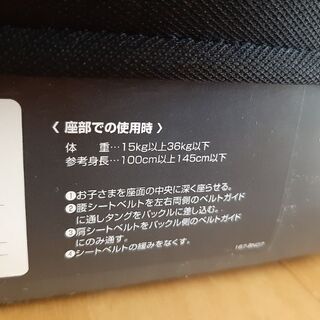 〈 座部での使用時 〉
体 重…15kg以上36kg以下
参考身長…100cm以上145cm以下
①お子さまを座面の中央に深く座らせる。
②腰シートベルトを左右両側のベルトガイド
に通しタングをバックルに差し込む。
③肩シートベルトをバックル側のベルトガイド
にのみ通す。
④シートベルトの緩みをなくす。